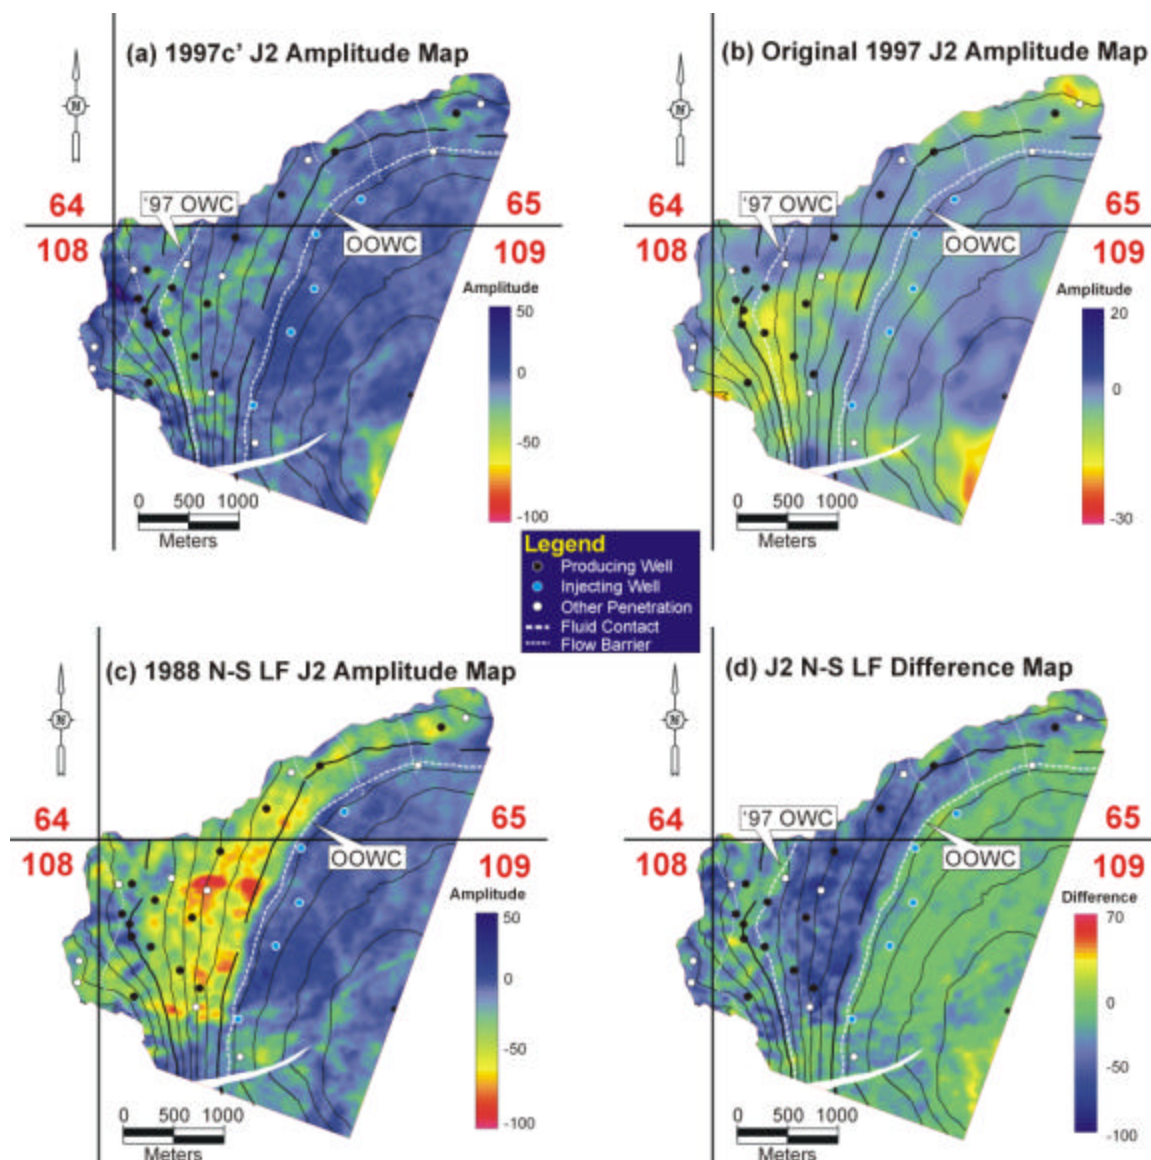 (a) 1997c' J2 Amplitude Map
N
64
65
'97 OWC
108
109
OOWC
Amplitude
50
0
-50
-100
0 500 1000
Meters
(b) Original 1997 J2 Amplitude Map
N
64
65
'97 OWC
108
109
OOWC
Amplitude
20
0
-30
0 500 1000
Meters
Legend
Producing Well
Injecting Well
Other Penetration
Fluid Contact
Flow Barrier
(c) 1988 N-S LF J2 Amplitude Map
N
64
65
108
109
OOWC
Amplitude
50
0
-50
-100
0 500 1000
Meters
(d) J2 N-S LF Difference Map
N
64
65
'97 OWC
108
109
OOWC
Difference
70
0
-50
-100
0 500 1000
Meters